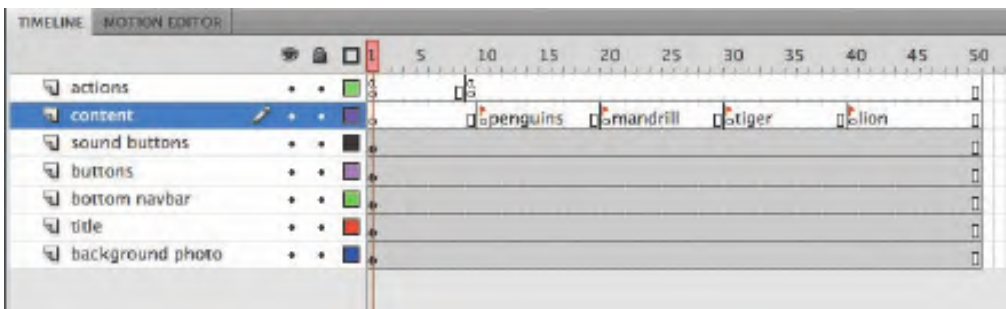 TIMELINE MOTION EDITOR
1 5 10 15 20 25 30 35 40 45 50
actions
content penguins mandrill tiger lion
sound buttons
buttons
bottom navbar
title
background photo